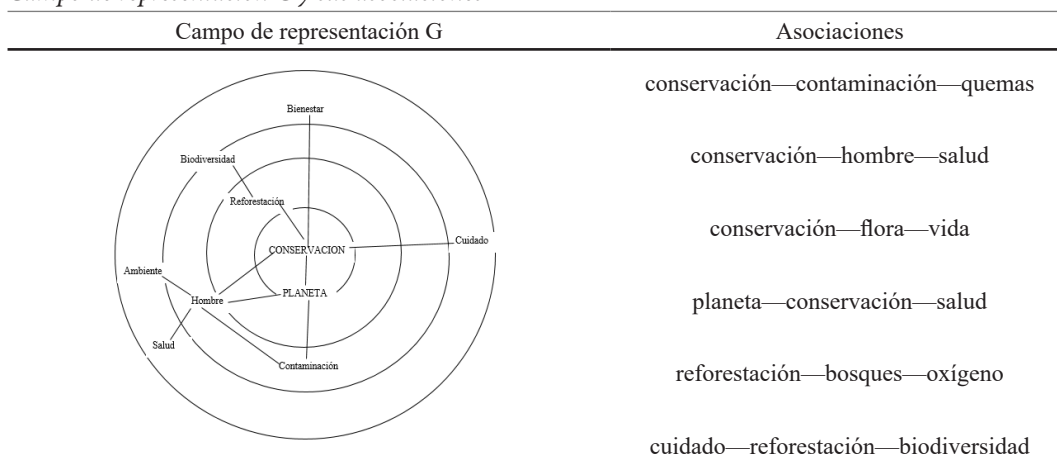 Campo de representación G
Asociaciones
Bienestar
Biodiversidad
Reforestación
Cuidado
CONSERVACION
Ambiente
PLANETA
Hombre
Salud
Contaminación
conservación—contaminación—quemas
conservación—hombre—salud
conservación—flora—vida
planeta—conservación—salud
reforestación—bosques—oxígeno
cuidado—reforestación—biodiversidad